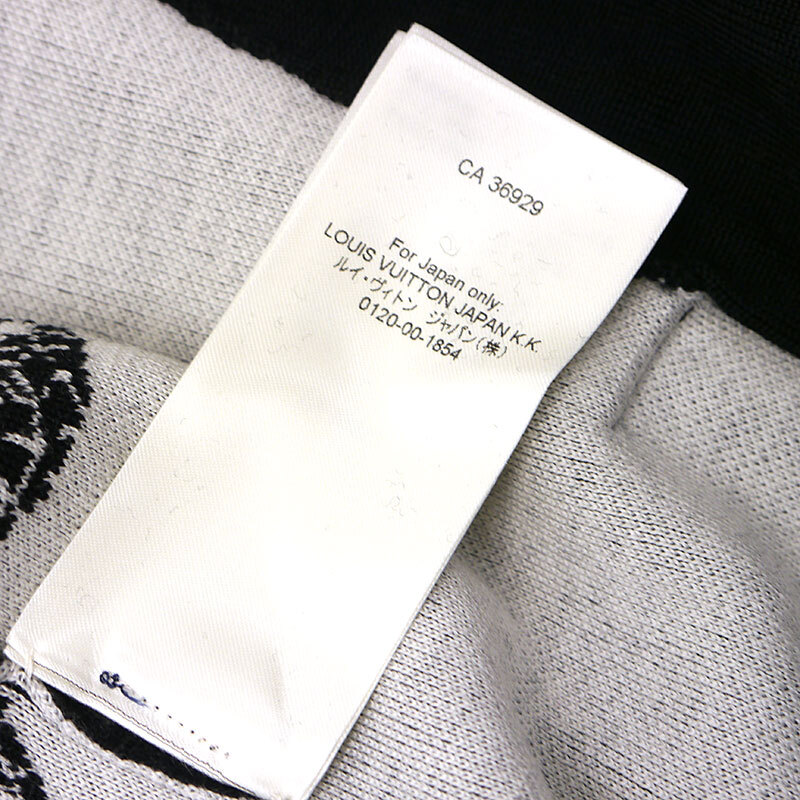 CA 36929
For Japan only:
LOUIS VUITTON JAPAN K.K.
ルイ・ヴィトン ジャパン(株)
0120-00-1854